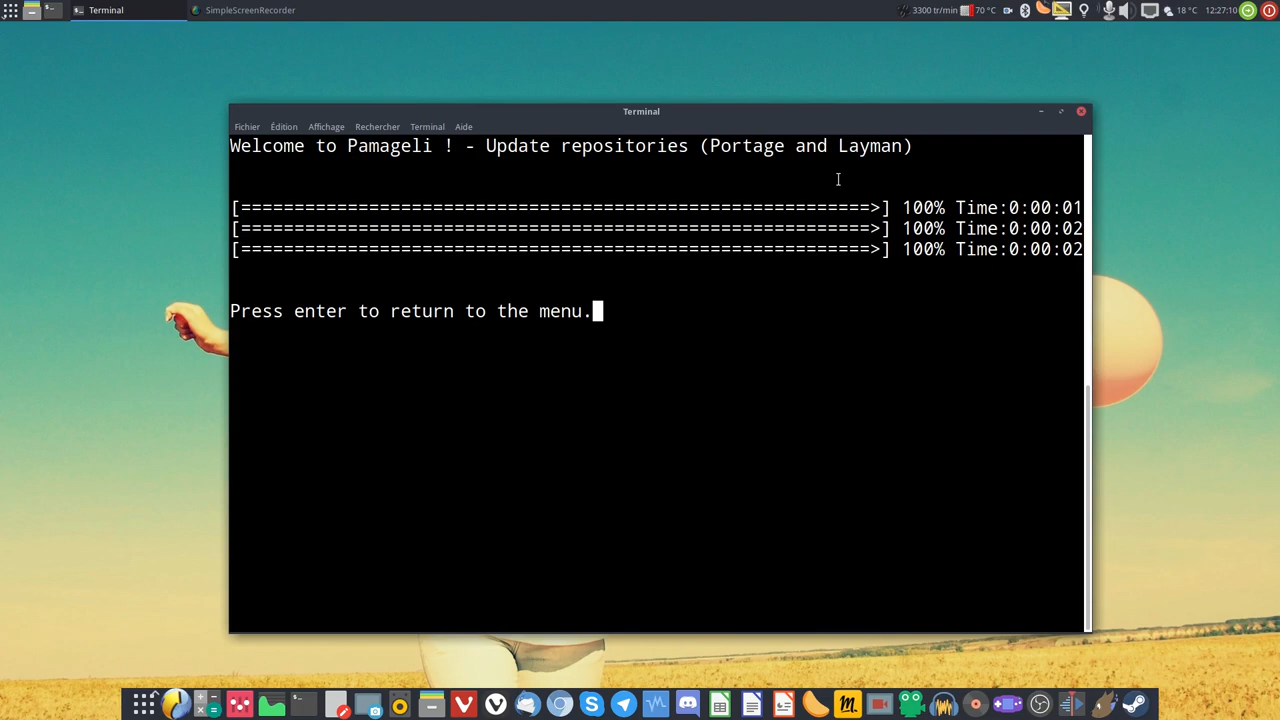 Terminal
SimpleScreenRecorder
3300 tr/min
70 °C
18 °C
12:27:10
Terminal
Fichier Édition Affichage Rechercher Terminal Aide
Welcome to Pamageli ! - Update repositories (Portage and Layman)
[===========================================================>] 100% Time:0:00:01
[===========================================================>] 100% Time:0:00:02
[===========================================================>] 100% Time:0:00:02
Press enter to return to the menu.